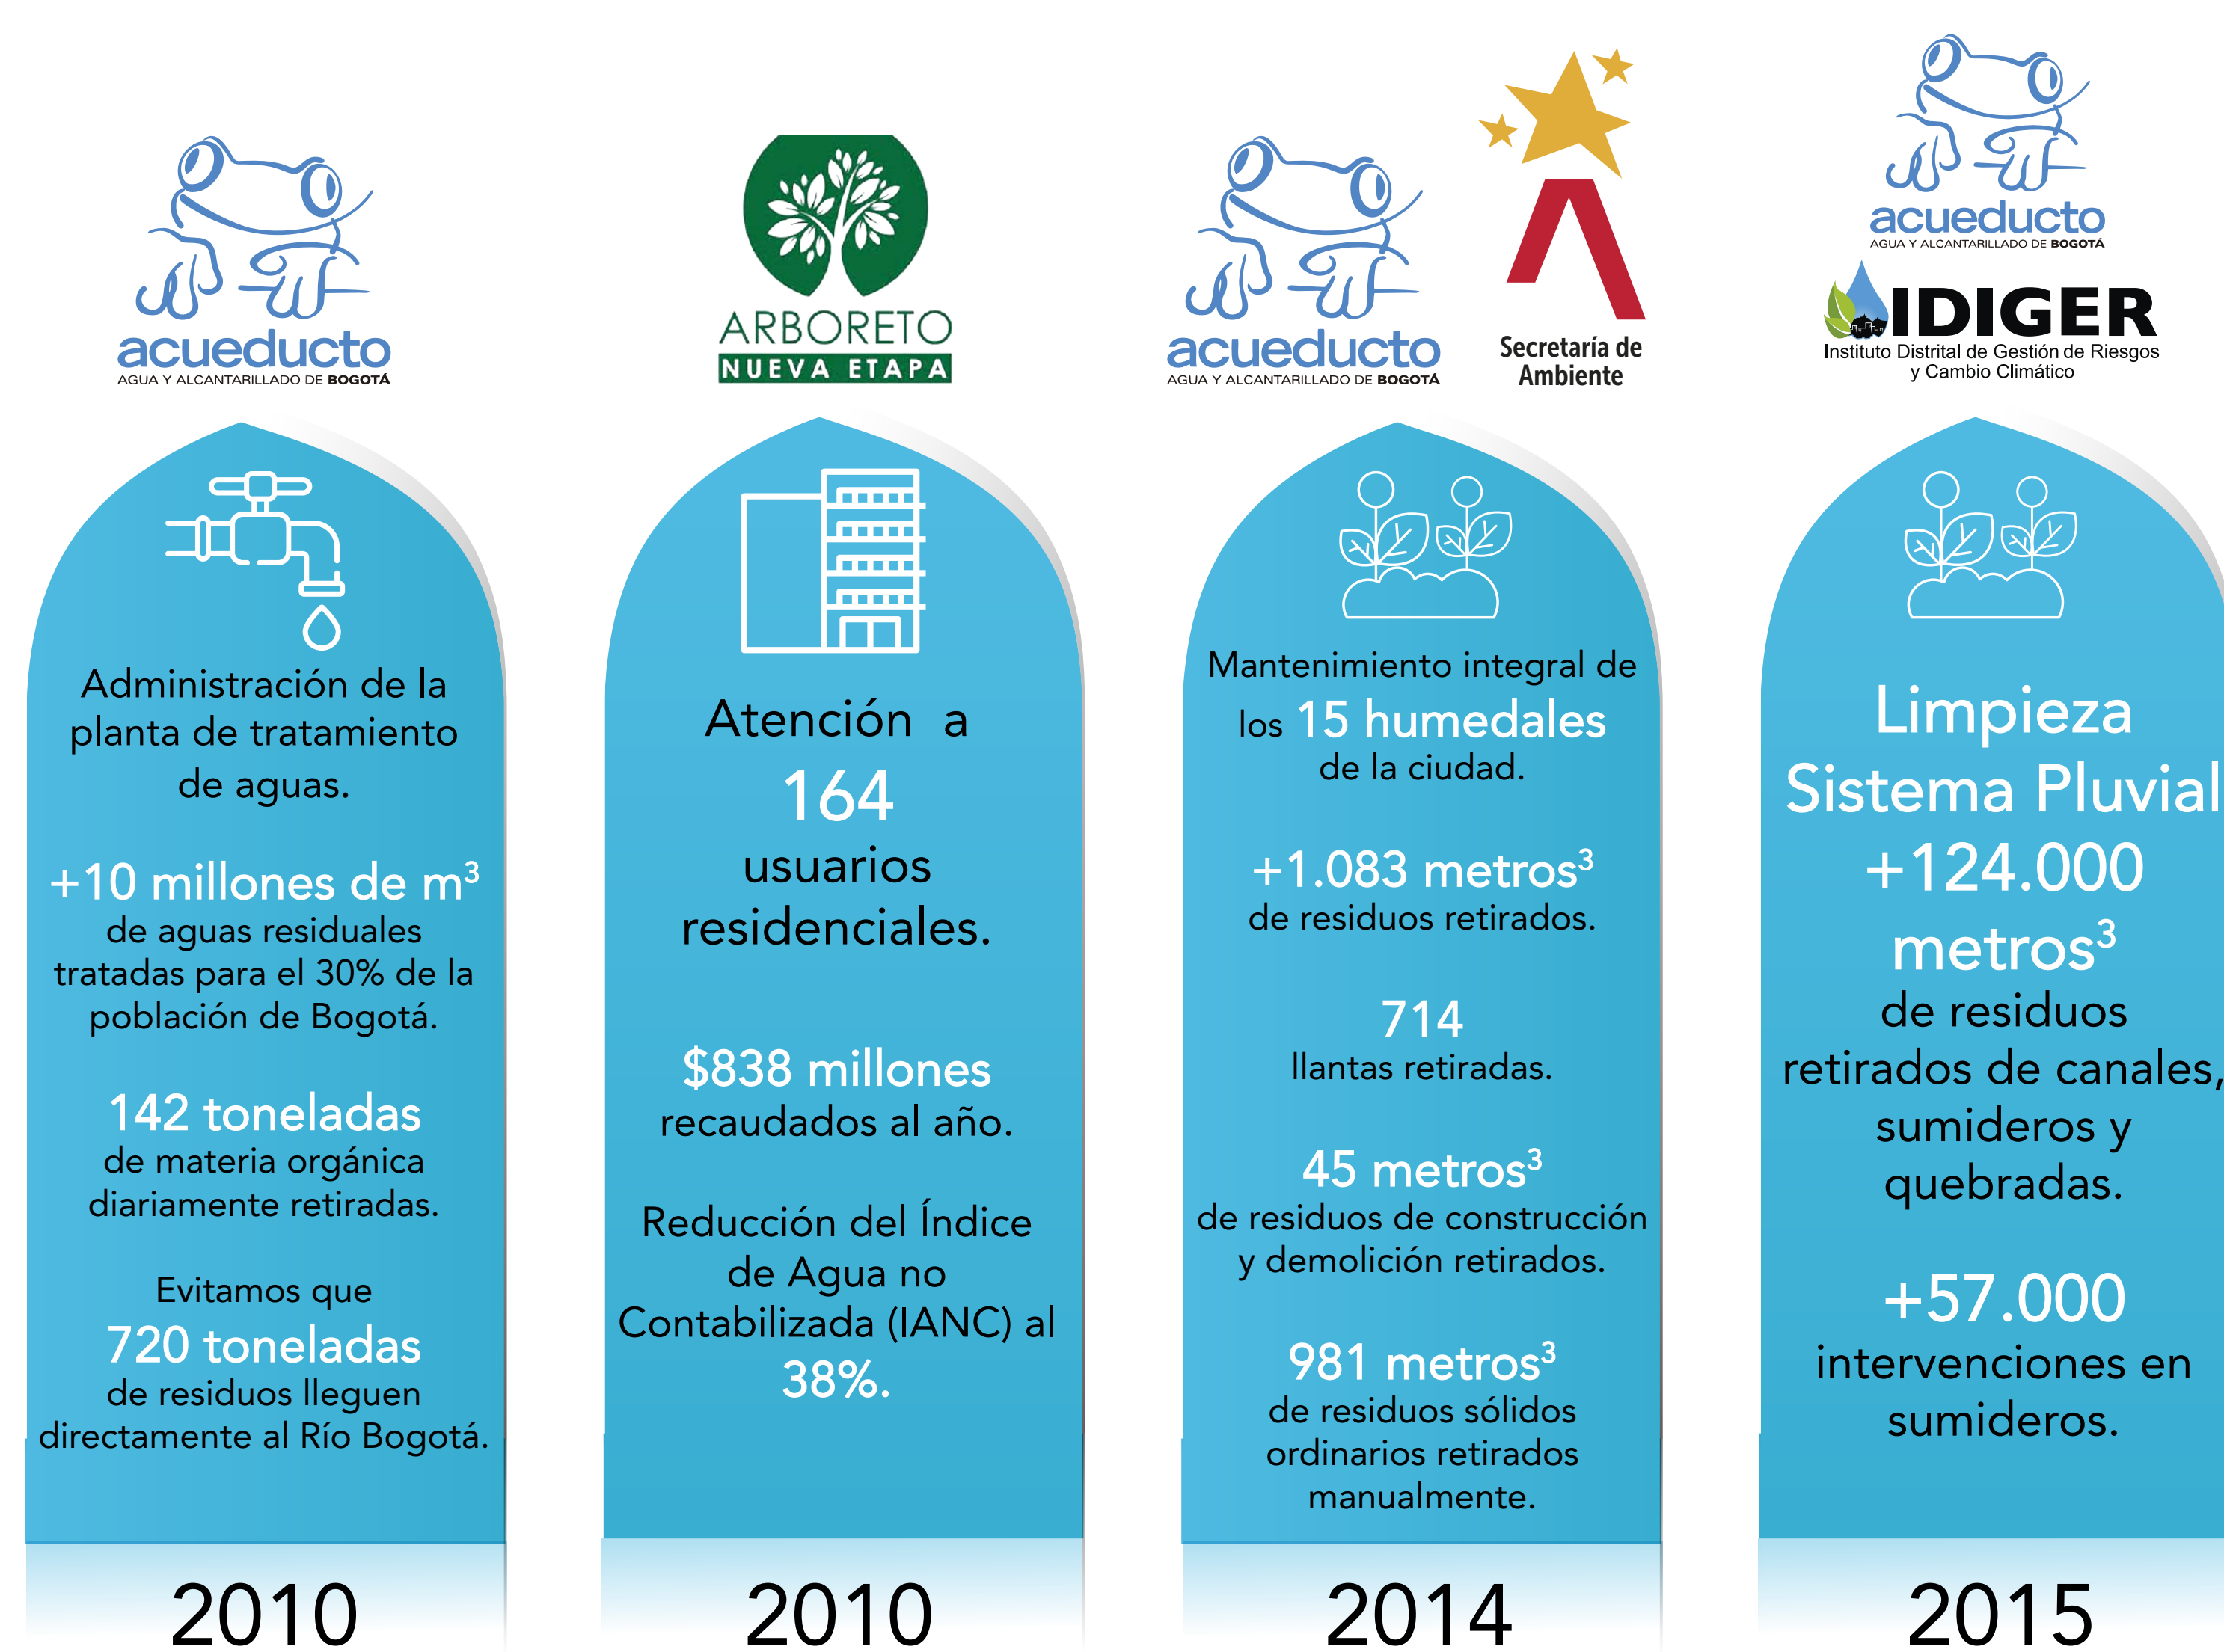 acueducto
AGUA Y ALCANTARILLADO DE BOGOTÁ
Administración de la
planta de tratamiento
de aguas.
+10 millones de m³
de aguas residuales
tratadas para el 30% de la
población de Bogotá.
142 toneladas
de materia orgánica
diariamente retiradas.
Evitamos que
720 toneladas
de residuos lleguen
directamente al Río Bogotá.
2010
ARBORETO
NUEVA ETAPA
Atención a
164
usuarios
residenciales.
$838 millones
recaudados al año.
Reducción del Índice
de Agua no
Contabilizada (IANC) al
38%.
2010
acueducto
AGUA Y ALCANTARILLADO DE BOGOTÁ
Secretaría de
Ambiente
Mantenimiento integral de
los 15 humedales
de la ciudad.
+1.083 metros³
de residuos retirados.
714
llantas retiradas.
45 metros³
de residuos de construcción
y demolición retirados.
981 metros³
de residuos sólidos
ordinarios retirados
manualmente.
2014
acueducto
AGUA Y ALCANTARILLADO DE BOGOTÁ
IDIGER
Instituto Distrital de Gestión de Riesgos
y Cambio Climático
Limpieza
Sistema Pluvial
+124.000
metros³
de residuos
retirados de canales,
sumideros y
quebradas.
+57.000
intervenciones en
sumideros.
2015